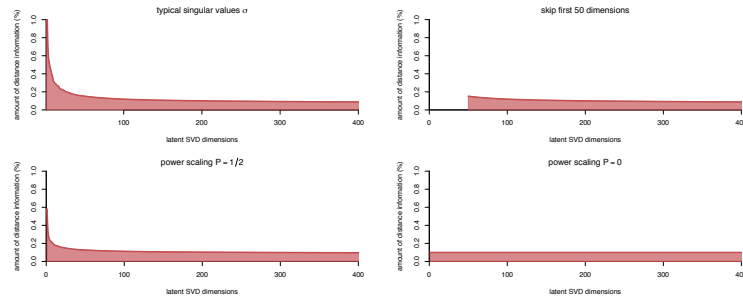 typical singular values σ
amount of distance information (%)
0.0 0.2 0.4 0.6 0.8 1.0
100 200 300 400
latent SVD dimensions
skip first 50 dimensions
amount of distance information (%)
0.0 0.2 0.4 0.6 0.8 1.0
0 100 200 300 400
latent SVD dimensions
power scaling P = 1/2
amount of distance information (%)
0.0 0.2 0.4 0.6 0.8 1.0
0 100 200 300 400
latent SVD dimensions
power scaling P = 0
amount of distance information (%)
0.0 0.2 0.4 0.6 0.8 1.0
0 100 200 300 400
latent SVD dimensions